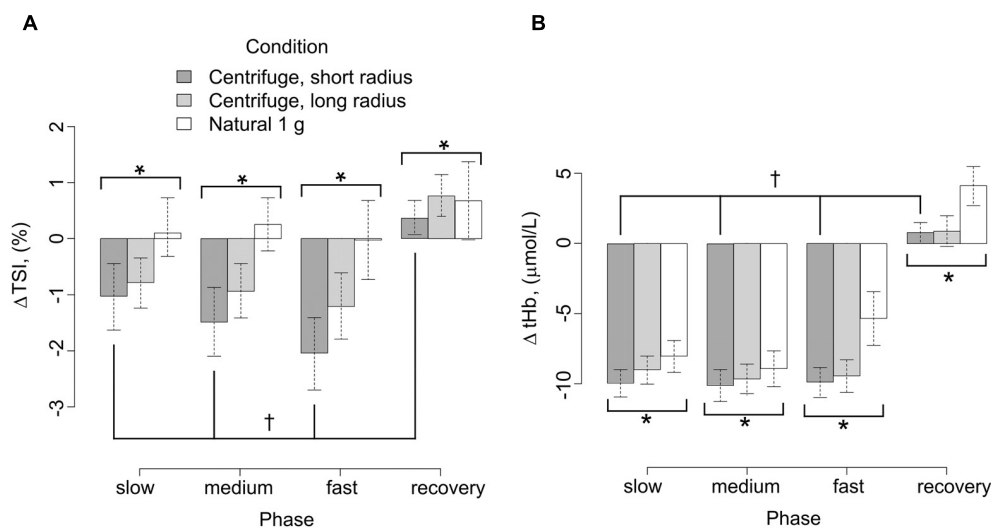 A
B
Condition
Centrifuge, short radius
Centrifuge, long radius
Natural 1 g
2
1
0
-1
-2
-3
Δ TSI, (%)
*
*
*
*
†
slow
medium
fast
recovery
Phase
5
0
-5
-10
Δ tHb, (μmol/L)
†
*
*
*
*
slow
medium
fast
recovery
Phase